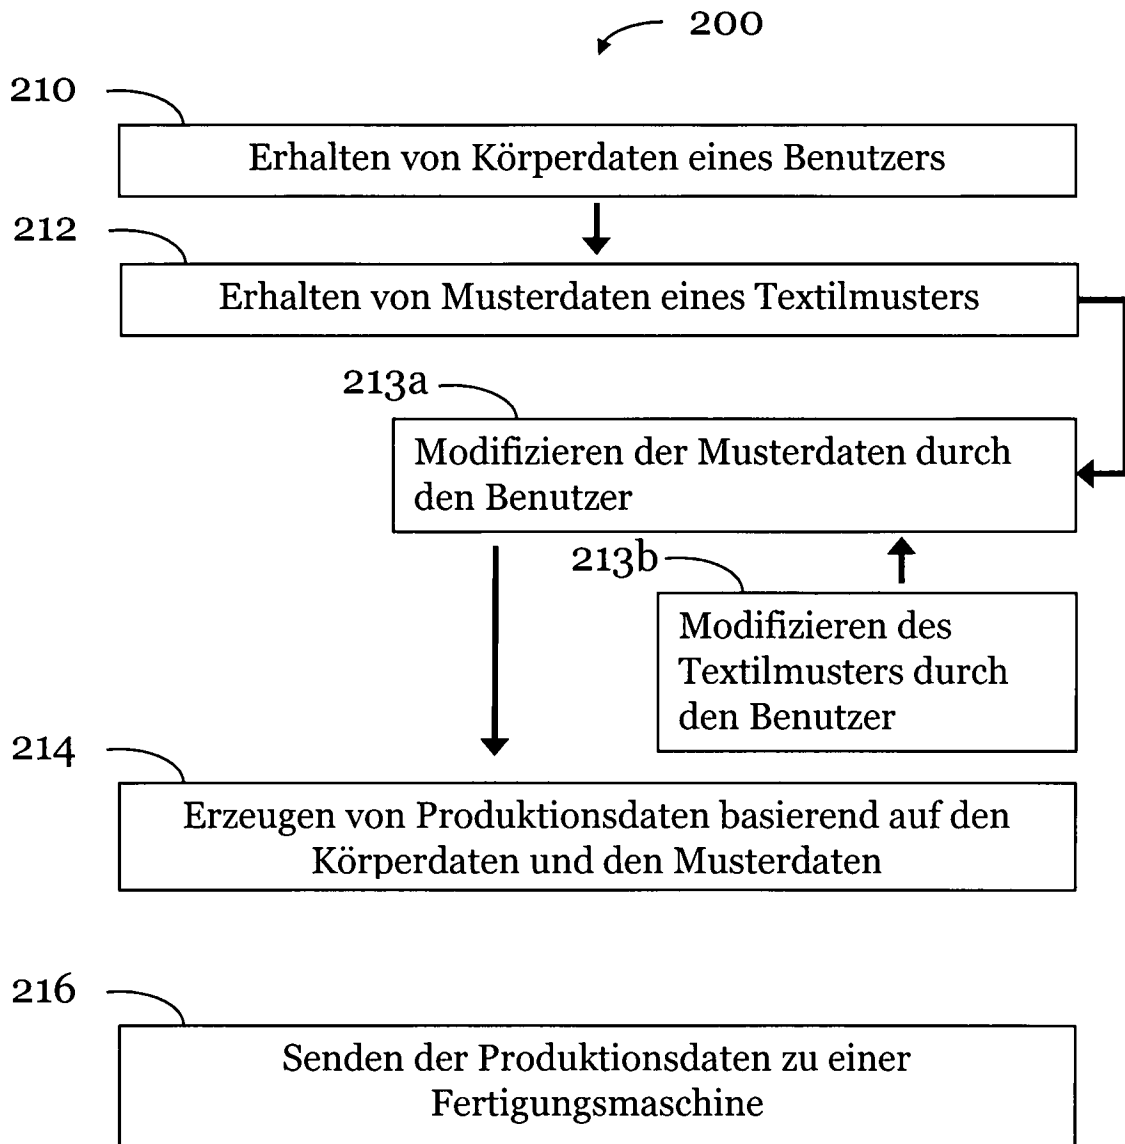 200
210
Erhalten von Körperdaten eines Benutzers
212
Erhalten von Musterdaten eines Textilmusters
213a
Modifizieren der Musterdaten durch
den Benutzer
213b
Modifizieren des
Textilmusters durch
den Benutzer
214
Erzeugen von Produktionsdaten basierend auf den
Körperdaten und den Musterdaten
216
Senden der Produktionsdaten zu einer
Fertigungsmaschine